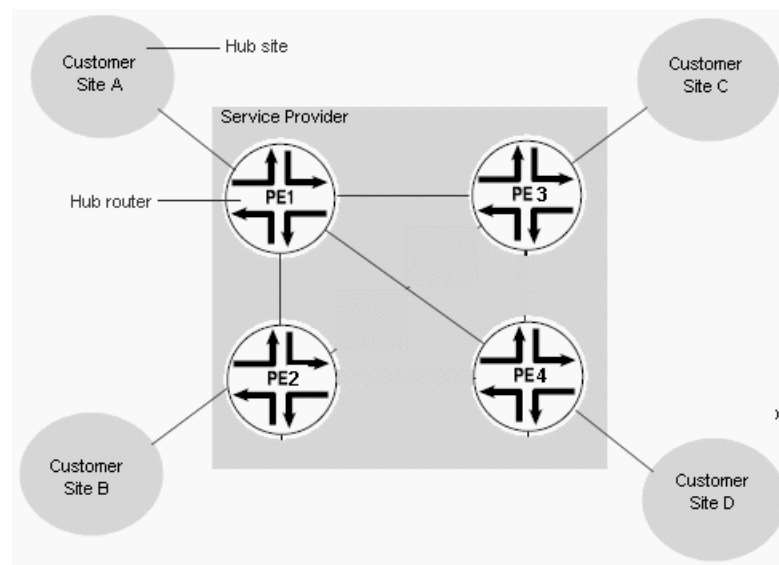 Customer
Site A
Hub site
Customer
Site C
Service Provider
Hub router
PE1
PE 3
PE2
PE4
Customer
Site B
Customer
Site D